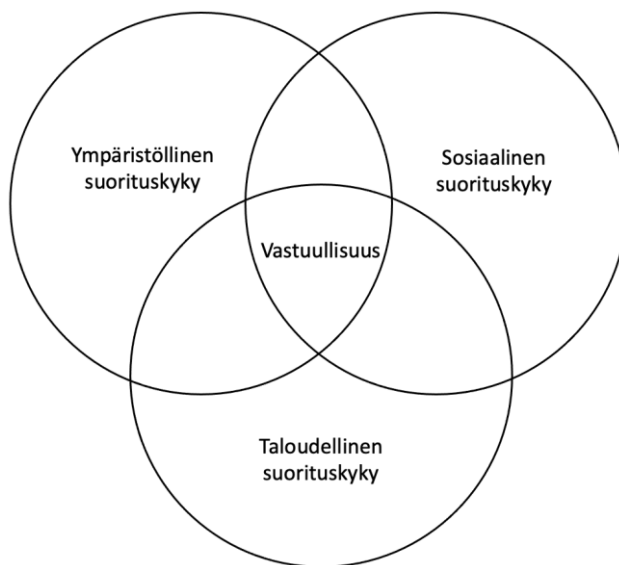 Ympäristöllinen
suorituskyky
Sosiaalinen
suorituskyky
Vastuullisuus
Taloudellinen
suorituskyky